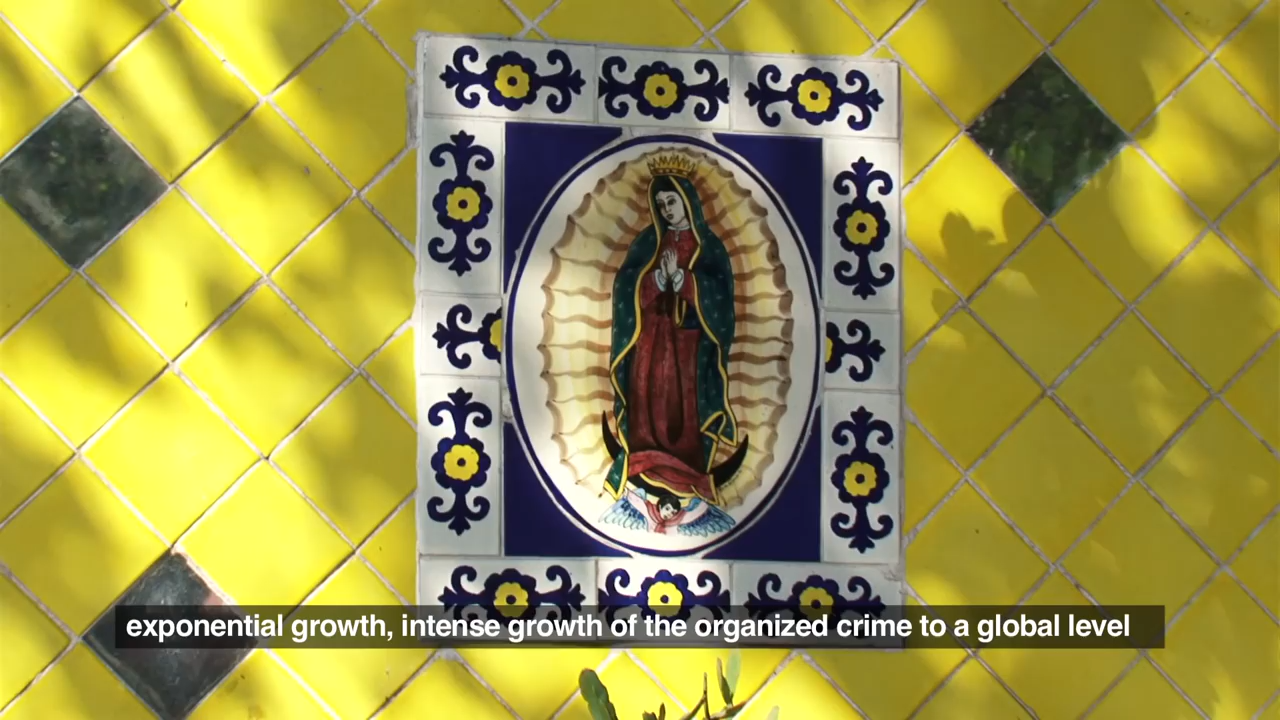 exponential growth, intense growth of the organized crime to a global level